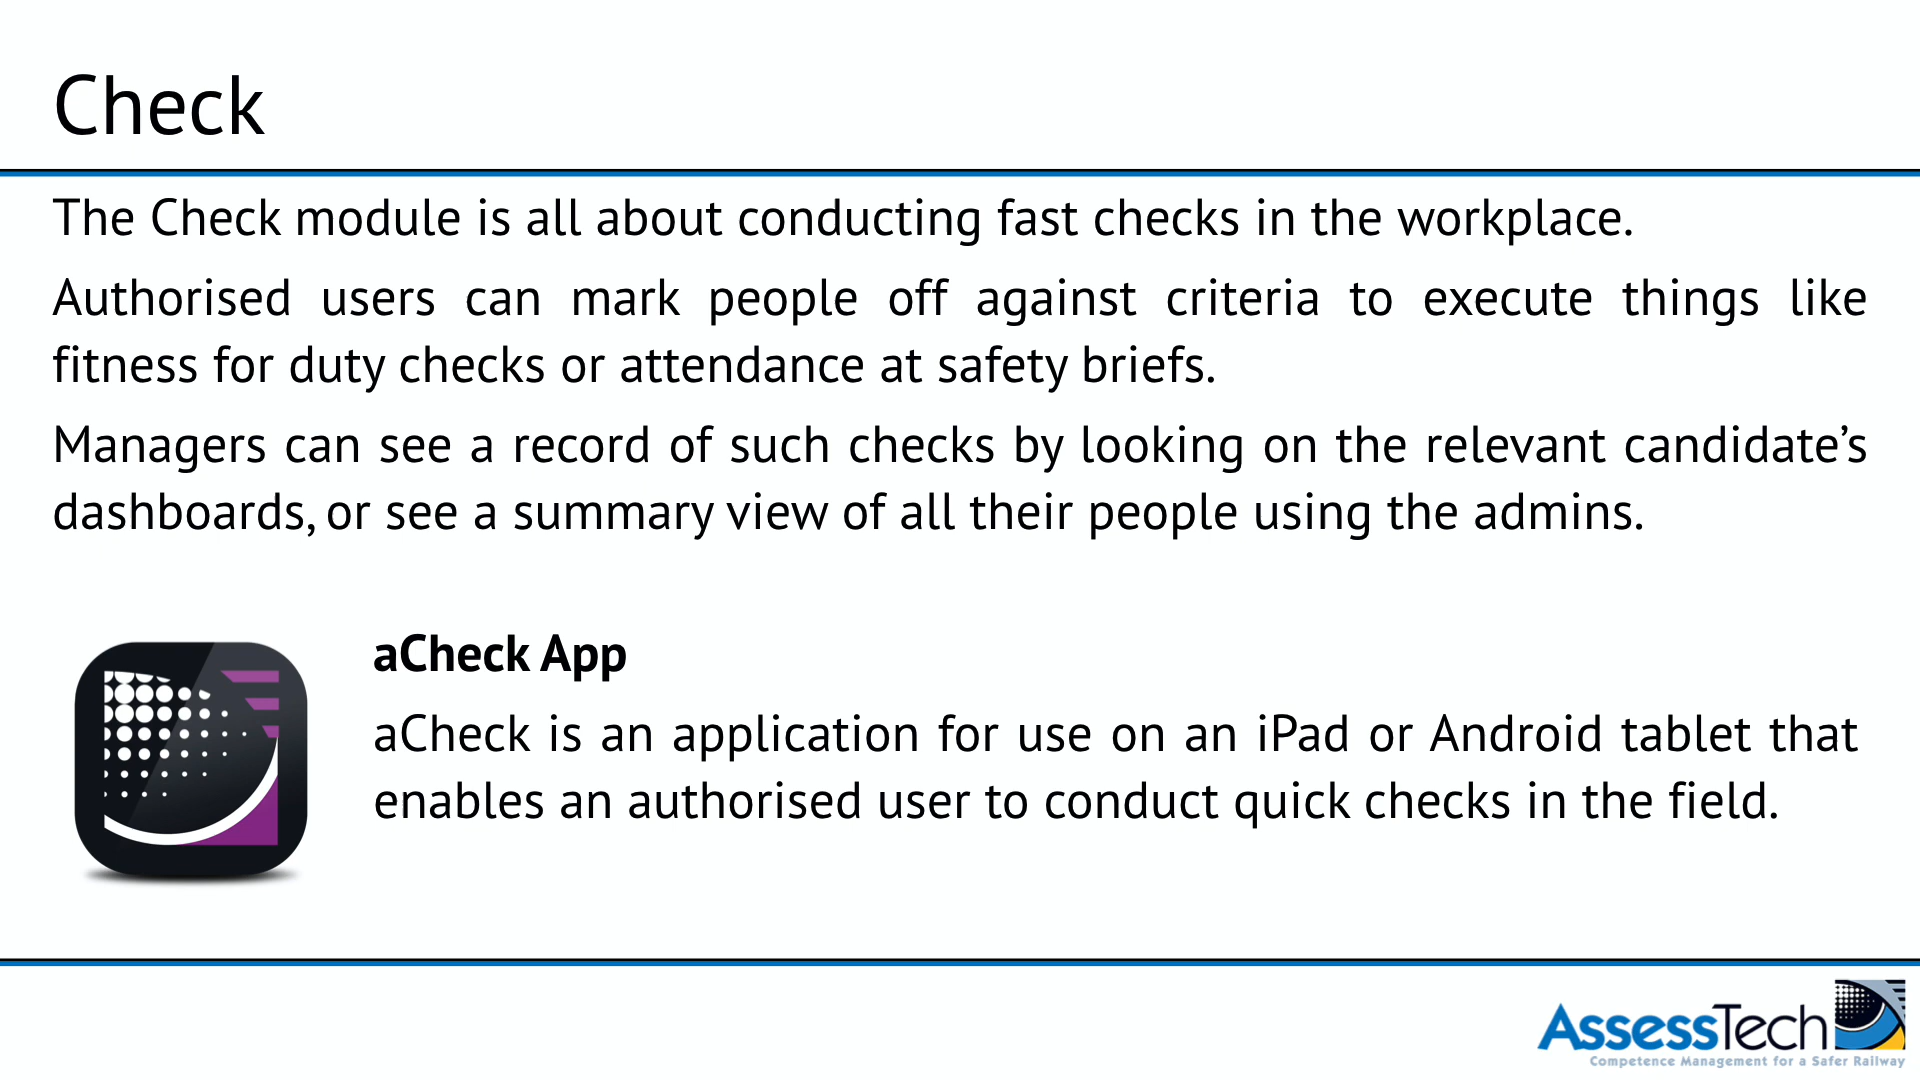 Check
The Check module is all about conducting fast checks in the workplace.
Authorised users can mark people off against criteria to execute things like
fitness for duty checks or attendance at safety briefs.
Managers can see a record of such checks by looking on the relevant candidate’s
dashboards, or see a summary view of all their people using the admins.
aCheck App
aCheck is an application for use on an iPad or Android tablet that
enables an authorised user to conduct quick checks in the field.
AssessTech
Competence Management for a Safer Railway